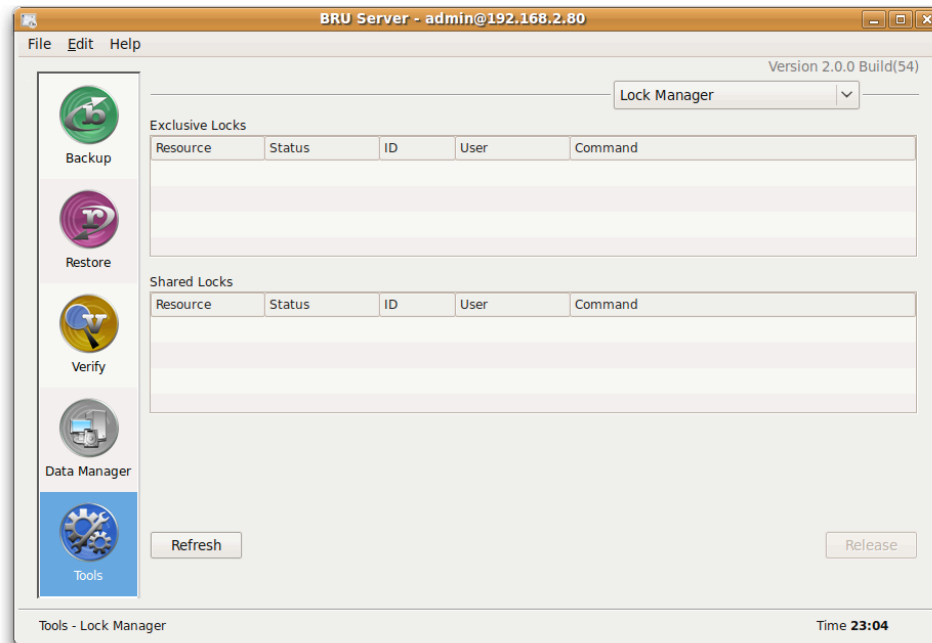 BRU Server - admin@192.168.2.80
File Edit Help
Version 2.0.0 Build(54)
Lock Manager
Backup
Restore
Verify
Data Manager
Tools
Exclusive Locks
Resource Status ID User Command
Shared Locks
Resource Status ID User Command
Refresh Release
Tools - Lock Manager Time 23:04